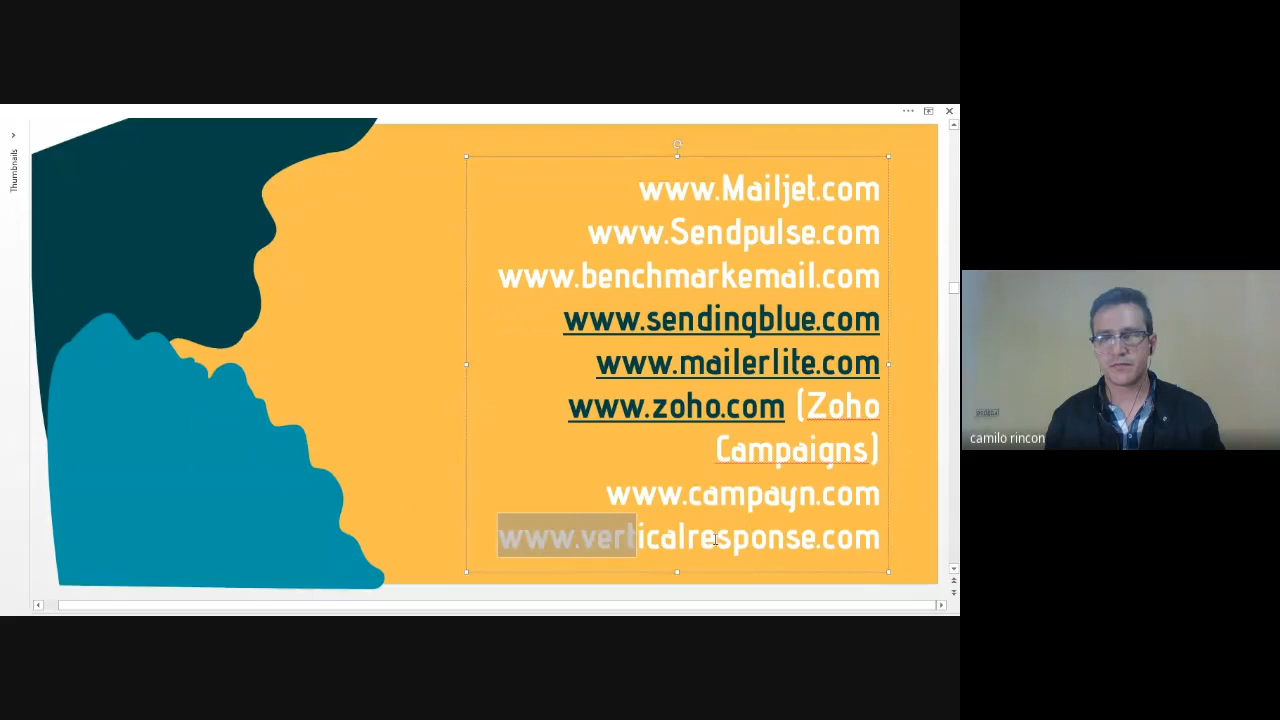 Thumbnails
www.Mailjet.com
www.Sendpulse.com
www.benchmarkemail.com
www.sendingblue.com
www.mailerlite.com
www.zoho.com (Zoho
Campaigns)
www.campayn.com
www.verticalresponse.com
camilo rincon